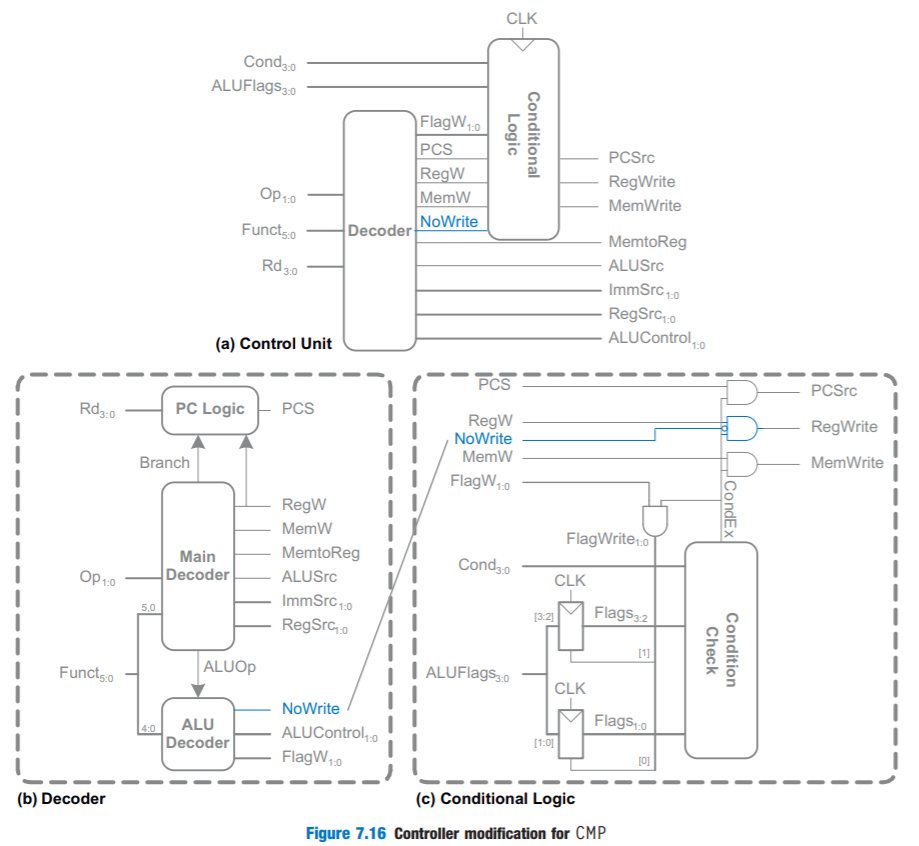 CLK
Cond3:0
ALUFlags3:0
Conditional
Logic
FlagW1:0
PCS
RegW
MemW
NoWrite
PCSrc
RegWrite
MemWrite
Op1:0
Funct5:0
Rd3:0
Decoder
MemtoReg
ALUSrc
ImmSrc1:0
RegSrc1:0
ALUControl1:0
(a) Control Unit
Rd3:0
PC Logic
PCS
Branch
RegW
MemW
MemtoReg
ALUSrc
ImmSrc1:0
RegSrc1:0
Main
Decoder
Op1:0
5,0
Funct5:0
ALUOp
4:0
ALU
Decoder
NoWrite
ALUControl1:0
FlagW1:0
(b) Decoder
PCS
PCSrc
RegW
NoWrite
RegWrite
MemW
MemWrite
FlagW1:0
CondEx
FlagWrite1:0
Cond3:0
CLK
[3:2]
Flags3:2
[1]
Condition
Check
ALUFlags3:0
CLK
Flags1:0
[1:0]
[0]
(c) Conditional Logic
Figure 7.16 Controller modification for CMP